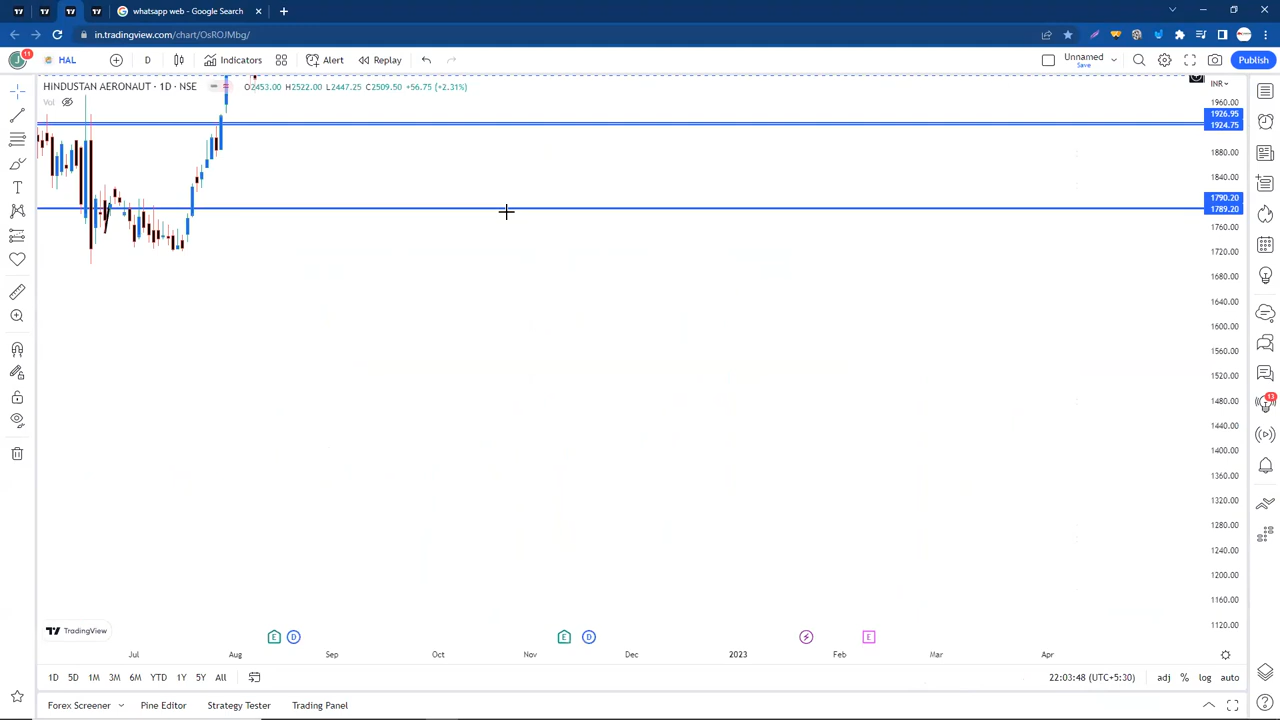 whatsapp web - Google Search
in.tradingview.com/chart/OsROJMbg/
11
HAL
D
Indicators
Alert
Replay
Unnamed
Save
Publish
HINDUSTAN AERONAUT · 1D · NSE
O2453.00 H2522.00 L2447.25 C2509.50 +56.75 (+2.31%)
Vol
INR
1960.00
1926.95
1924.75
1880.00
1840.00
1790.20
1789.20
1760.00
1720.00
1680.00
1640.00
1600.00
1560.00
1520.00
1480.00
1440.00
1400.00
1360.00
1320.00
1280.00
1240.00
1200.00
1160.00
1120.00
13
TradingView
E D E D E
Jul Aug Sep Oct Nov Dec 2023 Feb Mar Apr
1D 5D 1M 3M 6M YTD 1Y 5Y All
22:03:48 (UTC+5:30) adj % log auto
Forex Screener Pine Editor Strategy Tester Trading Panel